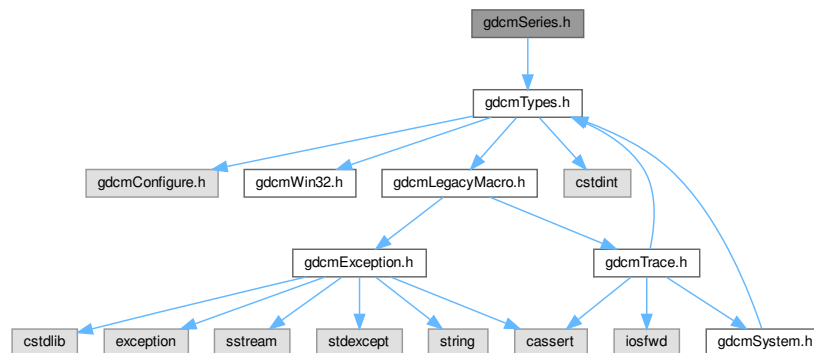 gdcmSeries.h
gdcmTypes.h
gdcmConfigure.h
gdcmWin32.h
gdcmLegacyMacro.h
cstdint
gdcmException.h
gdcmTrace.h
cstdlib
exception
sstream
stdexcept
string
cassert
iosfwd
gdcmSystem.h